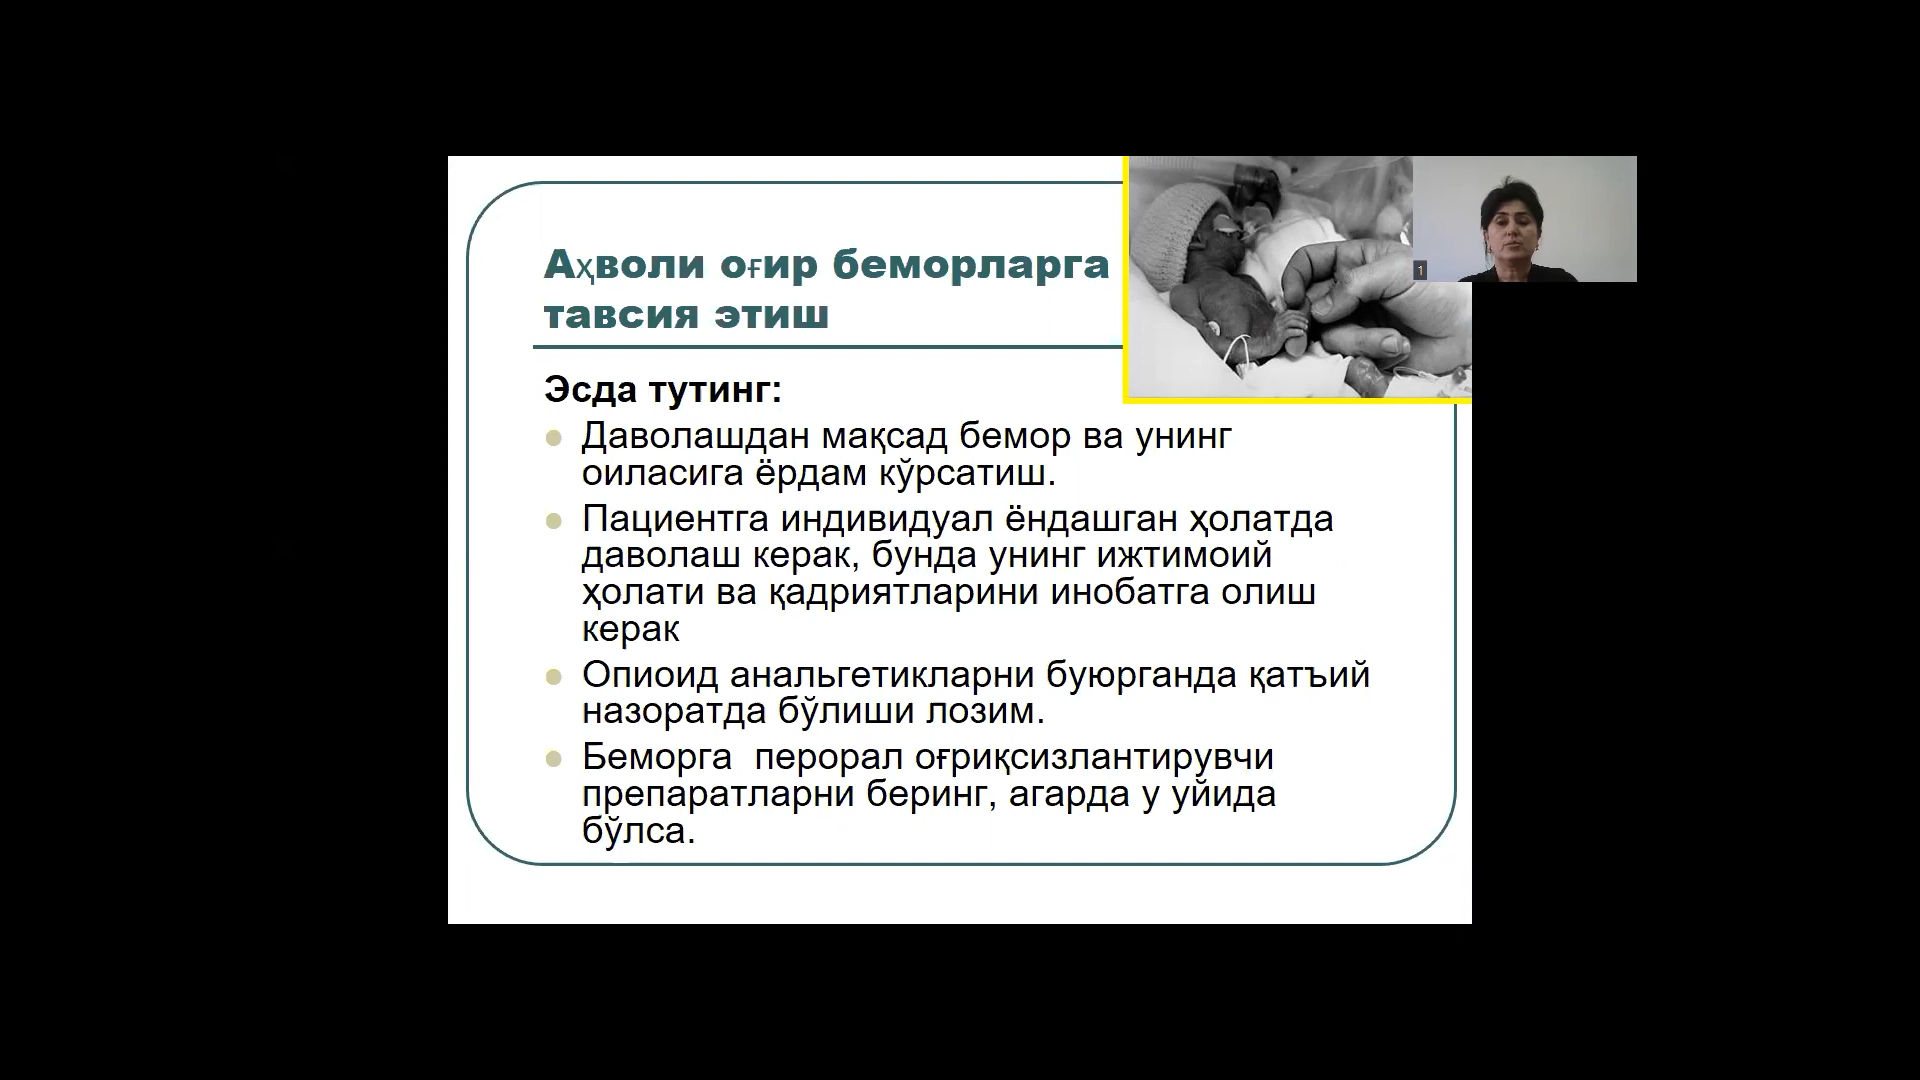 Аҳволи оғир беморларга
тавсия этиш
Эсда тутинг:
Даволашдан мақсад бемор ва унинг
оиласига ёрдам кўрсатиш.
Пациентга индивидуал ёндашган ҳолатда
даволаш керак, бунда унинг ижтимоий
ҳолати ва қадриятларини инобатга олиш
керак
Опиоид анальгетикларни буюрганда қатъий
назоратда бўлиши лозим.
Беморга  перорал оғриқсизлантирувчи
препаратларни беринг, агарда у уйида
бўлса.
1